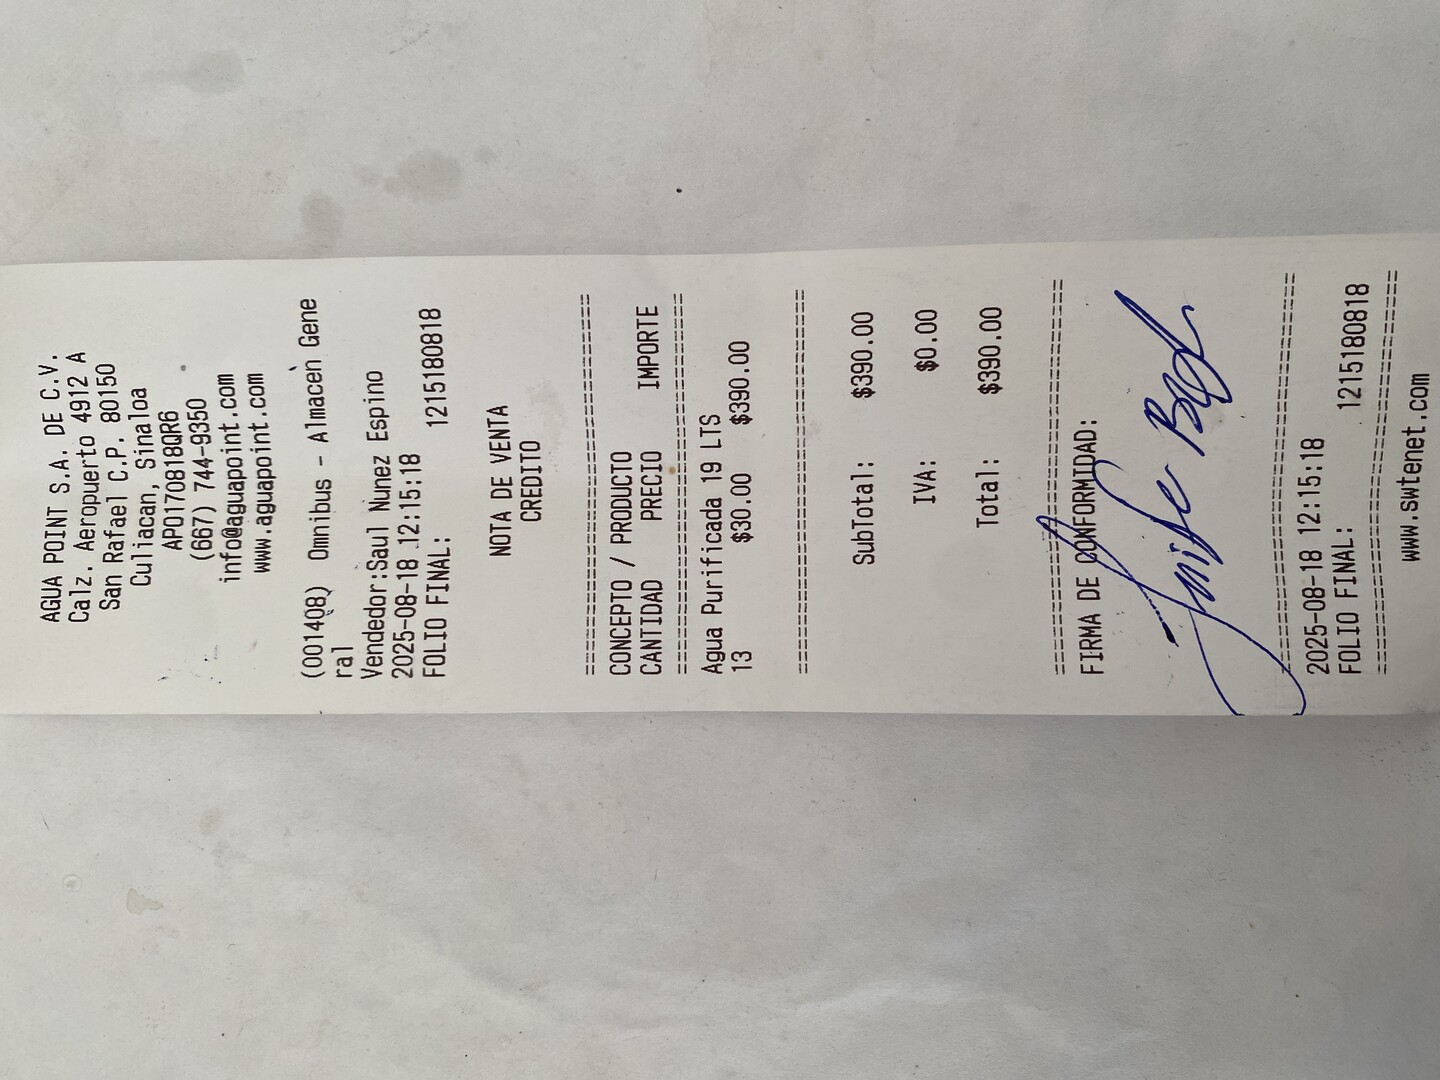 AGUA POINT S.A. DE C.V.
Calz. Aeropuerto 4912 A
San Rafael C.P. 80150
Culiacan, Sinaloa
APO170818QR6
(667) 744-9350
info@aguapoint.com
www.aguapoint.com
(001408) Omnibus - Almacen Gene
ral
Vendedor:Saul Nunez Espino
2025-08-18 12:15:18
FOLIO FINAL: 1215180818
NOTA DE VENTA
CREDITO
================================
CONCEPTO / PRODUCTO
CANTIDAD PRECIO IMPORTE
================================
Agua Purificada 19 LTS
13 $30.00 $390.00
================================
SubTotal: $390.00
IVA: $0.00
Total: $390.00
================================
FIRMA DE CONFORMIDAD:
================================
2025-08-18 12:15:18
FOLIO FINAL: 1215180818
================================
www.swtenet.com